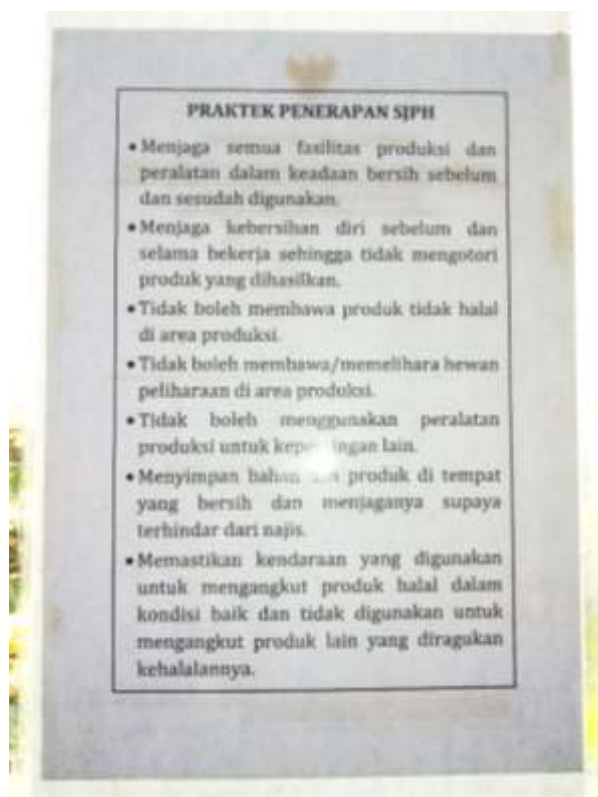 PRAKTEK PENERAPAN SJPH
• Menjaga semua fasilitas produksi dan
peralatan dalam keadaan bersih sebelum
dan sesudah digunakan.
• Menjaga kebersihan diri sebelum dan
selama bekerja sehingga tidak mengotori
produk yang dihasilkan.
• Tidak boleh membawa produk tidak halal
di area produksi.
• Tidak boleh membawa/memelihara hewan
peliharaan di area produksi.
• Tidak boleh menggunakan peralatan
produksi untuk lain.
• Menyimpan bahan produk di tempat
yang bersih dan menjaganya supaya
terhindar dari najis.
• Memastikan kendaraan yang digunakan
untuk mengangkut produk halal dalam
kondisi baik dan tidak digunakan untuk
mengangkut produk lain yang diragukan
kehalalannya.